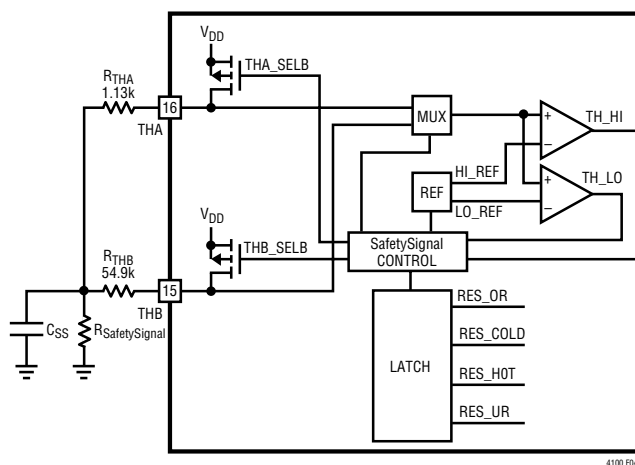 VDD
THA_SELB
RTHA
1.13k
16
THA
MUX
+
–
TH_HI
HI_REF
TH_LO
REF
+
–
LO_REF
VDD
THB_SELB
SafetySignal
CONTROL
RTHB
54.9k
15
THB
CSS
RSafetySignal
LATCH
RES_OR
RES_COLD
RES_H0T
RES_UR